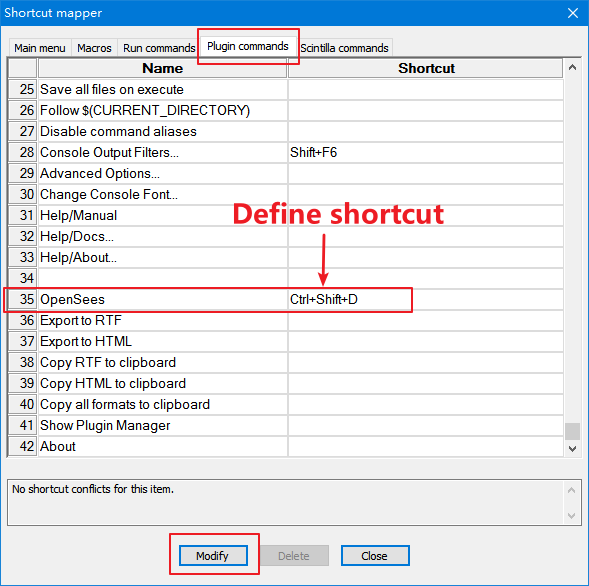 Shortcut mapper
Main menu Macros Run commands Plugin commands Scintilla commands
Name Shortcut
25 Save all files on execute
26 Follow $(CURRENT_DIRECTORY)
27 Disable command aliases
28 Console Output Filters... Shift+F6
29 Advanced Options...
30 Change Console Font...
31 Help/Manual
Define shortcut
32 Help/Docs...
33 Help/About...
34
35 OpenSees Ctrl+Shift+D
36 Export to RTF
37 Export to HTML
38 Copy RTF to clipboard
39 Copy HTML to clipboard
40 Copy all formats to clipboard
41 Show Plugin Manager
42 About
No shortcut conflicts for this item.
Modify Delete Close